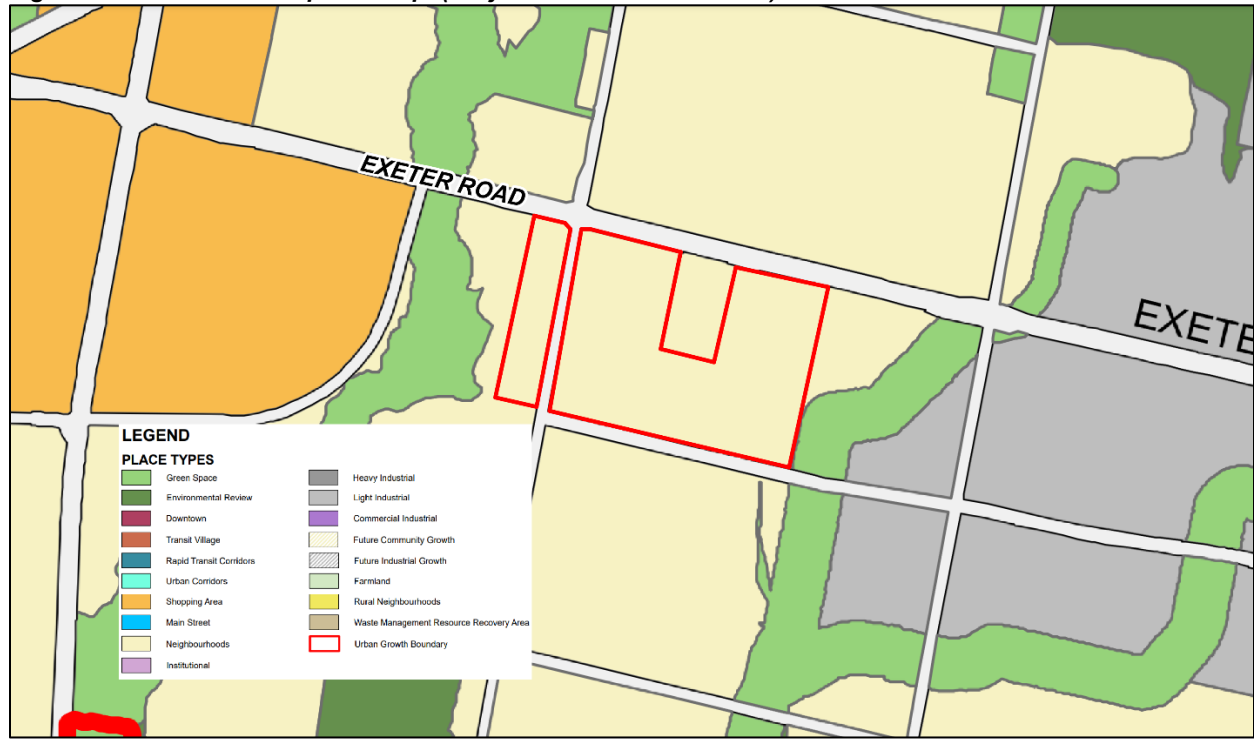 EXETER ROAD
EXETE
LEGEND
PLACE TYPES
Green Space
Environmental Review
Downtown
Transit Village
Rapid Transit Corridors
Urban Corridors
Shopping Area
Main Street
Neighbourhoods
Institutional
Heavy Industrial
Light Industrial
Commercial Industrial
Future Community Growth
Future Industrial Growth
Farmland
Rural Neighbourhoods
Waste Management Resource Recovery Area
Urban Growth Boundary